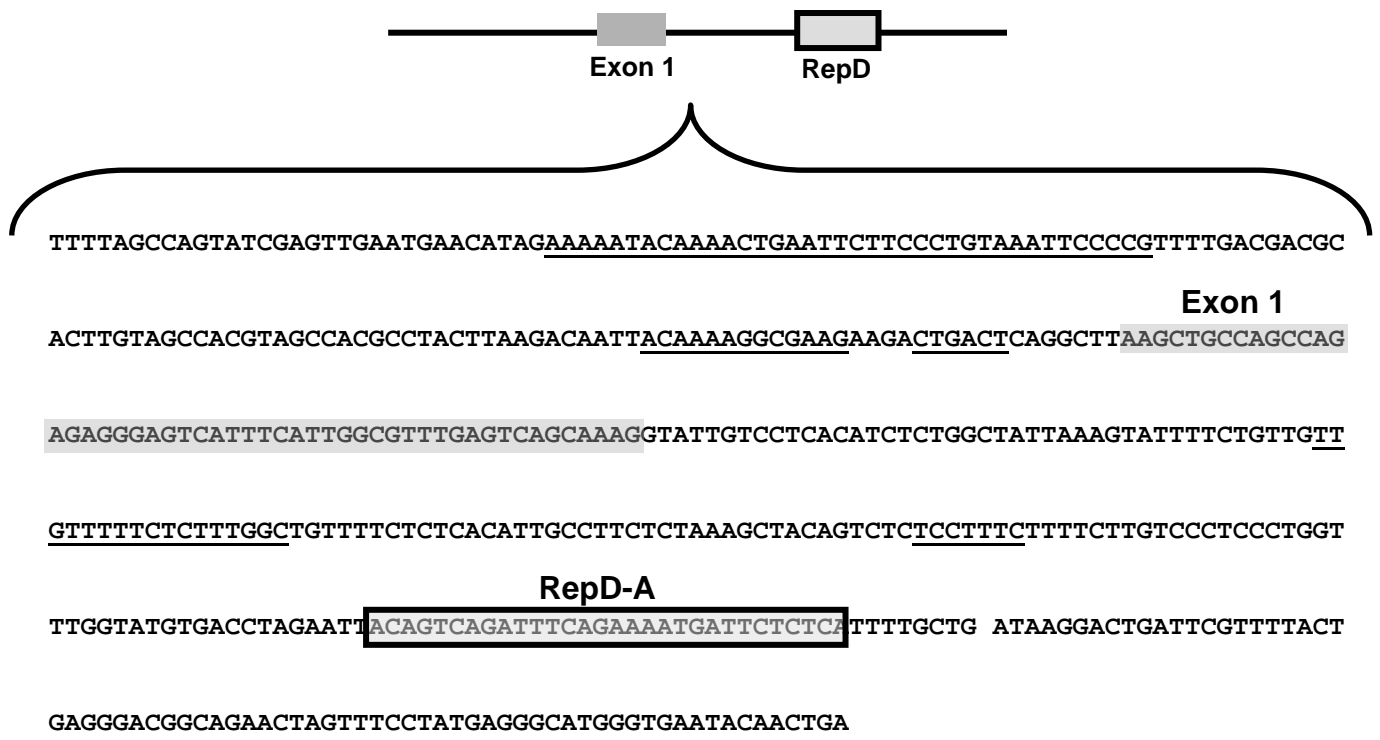 Exon 1 RepD
TTTTAGCCAGTATCGAGTTGAATGAACATAGAAAAATACAAAACTGAATTCTTCCCTGTAAATTCCCCGTTTTGACGACGC
Exon 1
ACTTGTAGCCACGTAGCCACGCCTACTTAAGACAATTACAAAAGGCGAAGAAGACTGACTCAGGCTTAAGCTGCCAGCCAG
AGAGGGAGTCATTTCATTGGCGTTTGAGTCAGCAAAGGTATTGTCCTCACATCTCTGGCTATTAAAGTATTTTCTGTTGTT
GTTTTTCTCTTTGGCTGTTTTCTCTCACATTGCCTTCTCTAAAGCTACAGTCTCTCCTTTCTTTTCTTGTCCCTCCCTGGT
RepD-A
TTGGTATGTGACCTAGAATTACAGTCAGATTTCAGAAAATGATTCTCTCATTTTGCTG ATAAGGACTGATTCGTTTTACT
GAGGGACGGCAGAACTAGTTTCCTATGAGGGCATGGGTGAATACAACTGA